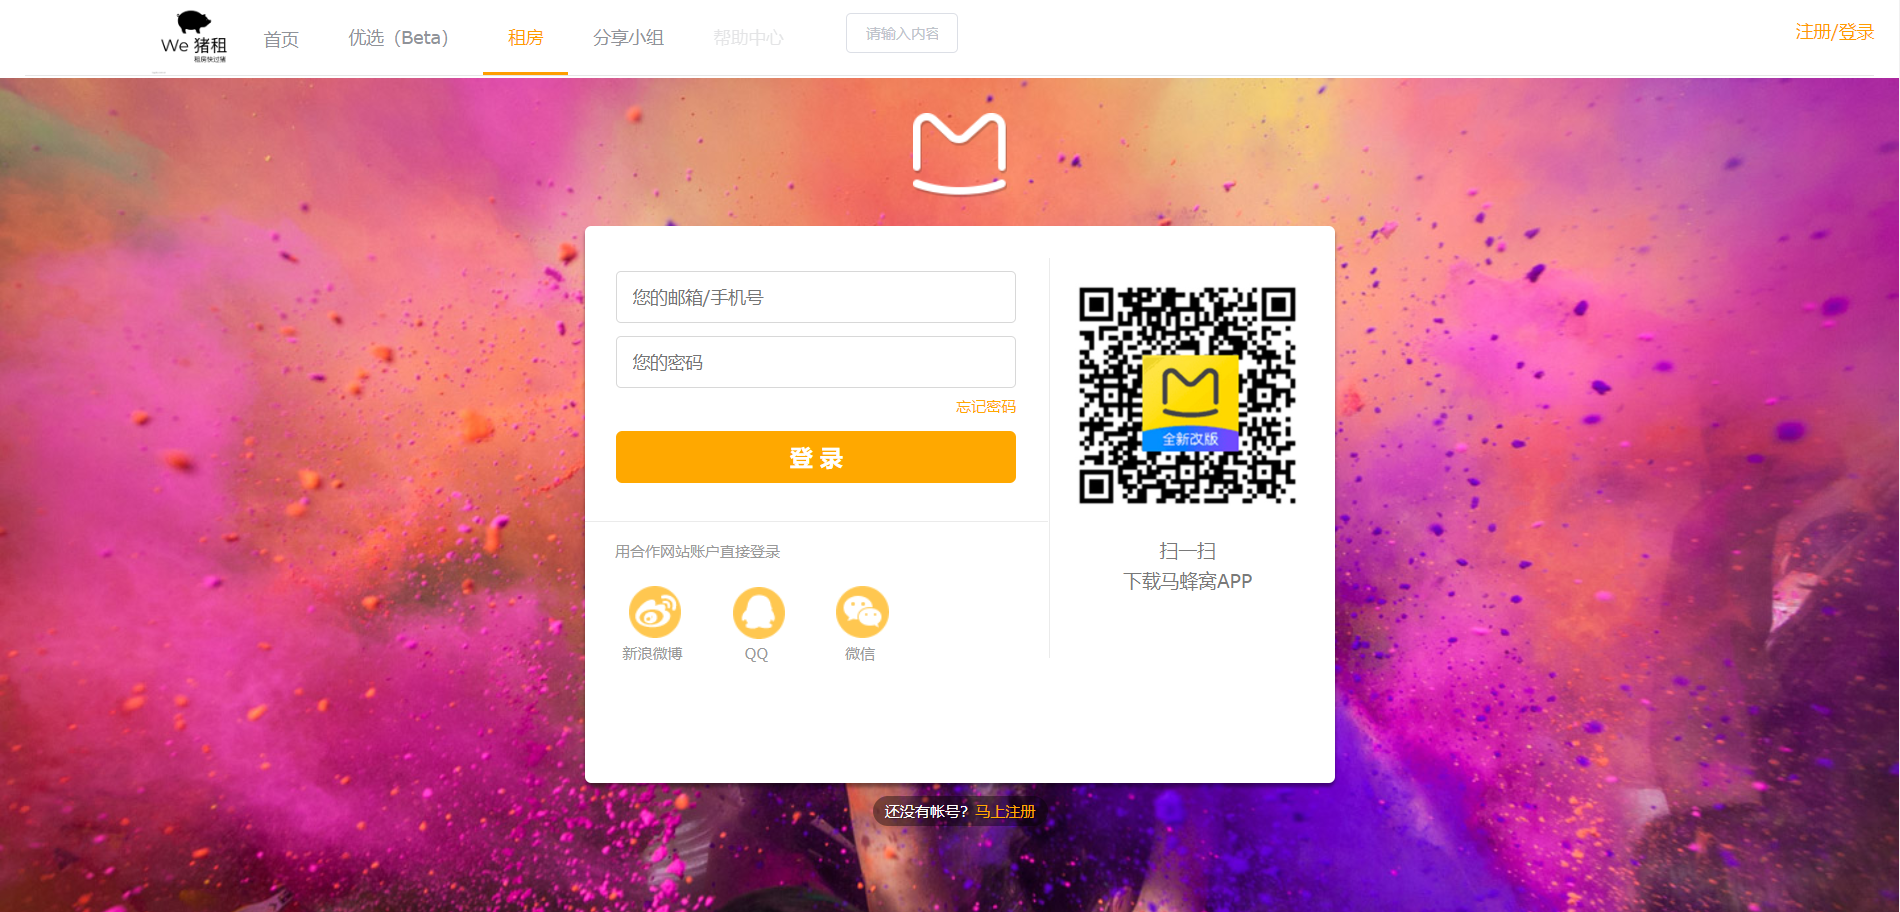 We 猪租
租房快过猪
首页
优选（Beta）
租房
分享小组
帮助中心
请输入内容
注册/登录
您的邮箱/手机号
您的密码
忘记密码
登 录
用合作网站账户直接登录
新浪微博
QQ
微信
全新改版
扫一扫
下载马蜂窝APP
还没有帐号? 马上注册